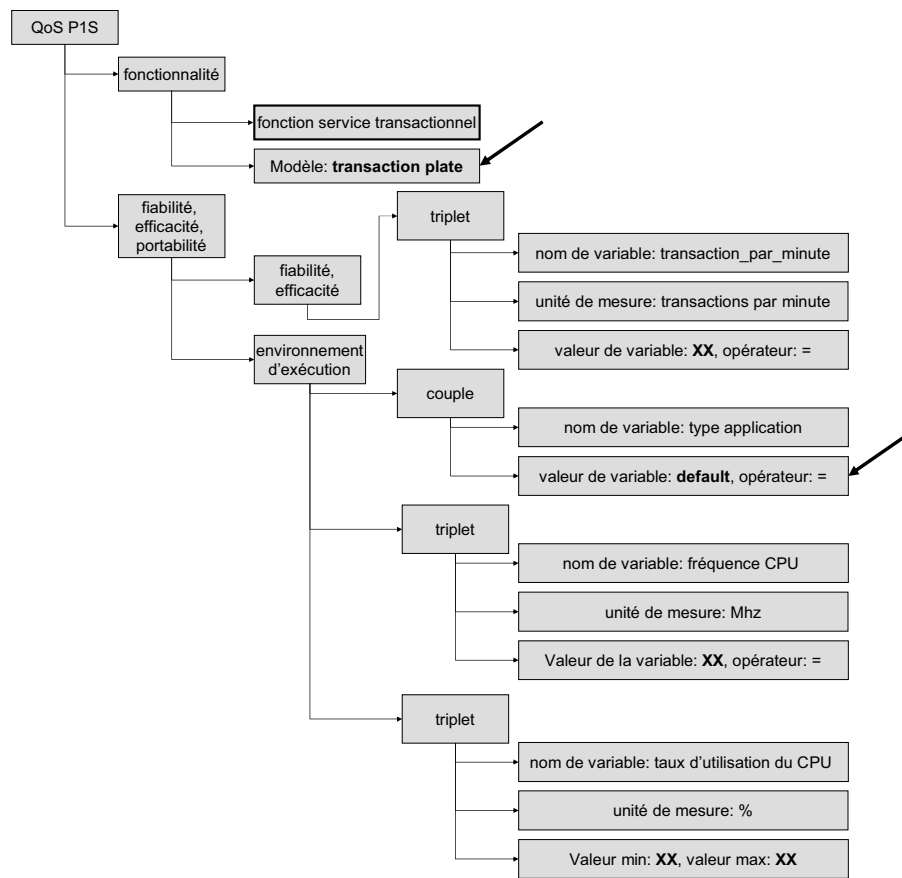 QoS P1S
fonctionnalité
fonction service transactionnel
Modèle: transaction plate
fiabilité,
efficacité,
portabilité
triplet
nom de variable: transaction_par_minute
fiabilité,
efficacité
unité de mesure: transactions par minute
valeur de variable: XX, opérateur: =
environnement
d’exécution
couple
nom de variable: type application
valeur de variable: default, opérateur: =
triplet
nom de variable: fréquence CPU
unité de mesure: Mhz
Valeur de la variable: XX, opérateur: =
triplet
nom de variable: taux d’utilisation du CPU
unité de mesure: %
Valeur min: XX, valeur max: XX